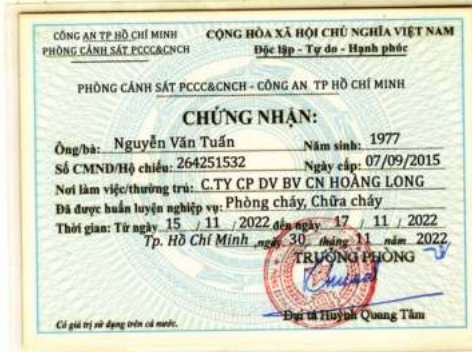 CÔNG AN TP HỒ CHÍ MINH
PHÒNG CẢNH SÁT PCCC&CNCH
CỘNG HÒA XÃ HỘI CHỦ NGHĨA VIỆT NAM
Độc lập - Tự do - Hạnh phúc
PHÒNG CẢNH SÁT PCCC&CNCH - CÔNG AN TP HỒ CHÍ MINH
CHỨNG NHẬN:
Ông/bà: Nguyễn Văn Tuấn Năm sinh: 1977
Số CMND/Hộ chiếu: 264251532 Ngày cấp: 07/09/2015
Nơi làm việc/thường trú: C.TY CP DV BV CN HOÀNG LONG
Đã được huấn luyện nghiệp vụ: Phòng cháy, Chữa cháy
Thời gian: Từ ngày 15 / 11 / 2022 đến ngày 17 / 11 / 2022
Tp. Hồ Chí Minh , ngày 30 tháng 11 năm 2022
TRƯỞNG PHÒNG
Đại tá Huỳnh Quang Tâm
Có giá trị sử dụng trên cả nước.